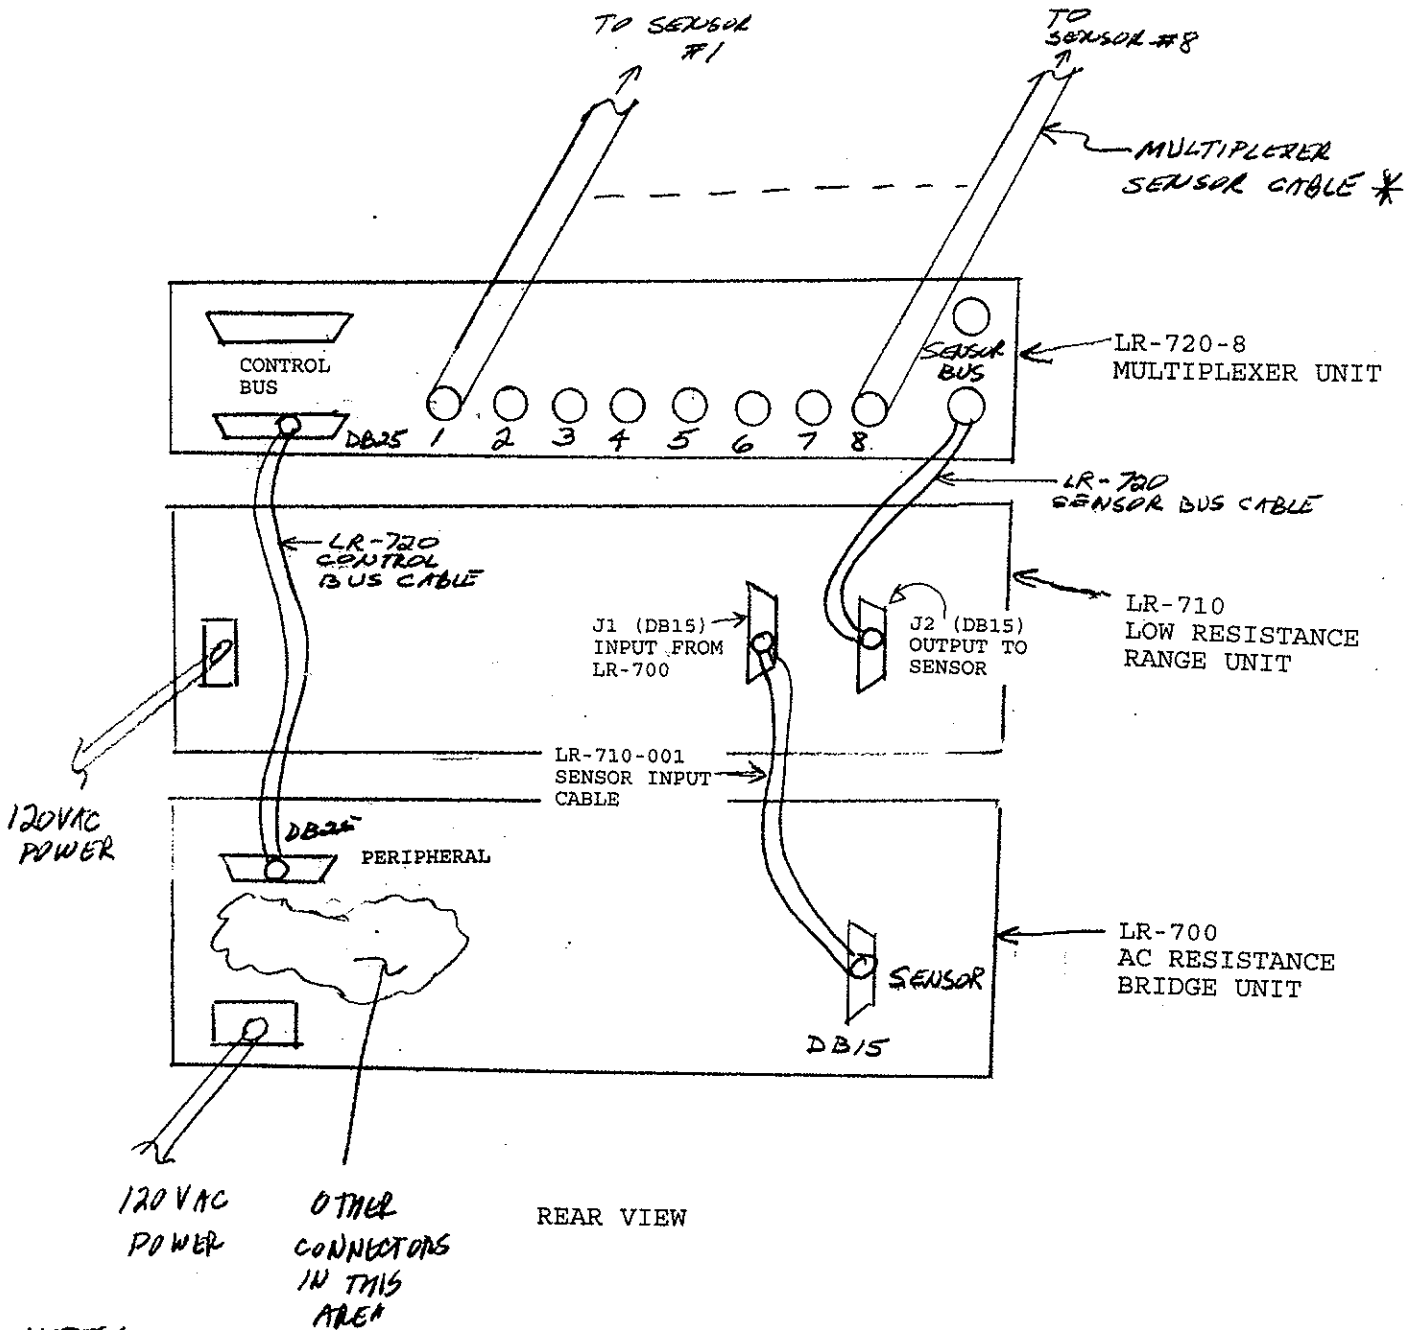 TO SENSOR
#1
TO
SENSOR #8
MULTIPLEXER
SENSOR CABLE *
CONTROL
BUS
DB25
1 2 3 4 5 6 7 8
SENSOR
BUS
LR-720-8
MULTIPLEXER UNIT
LR-720
SENSOR BUS CABLE
LR-720
CONTROL
BUS CABLE
J1 (DB15)
INPUT FROM
LR-700
J2 (DB15)
OUTPUT TO
SENSOR
LR-710
LOW RESISTANCE
RANGE UNIT
LR-710-001
SENSOR INPUT
CABLE
120VAC
POWER
DB25
PERIPHERAL
SENSOR
DB15
LR-700
AC RESISTANCE
BRIDGE UNIT
120 VAC
POWER
OTHER
CONNECTORS
IN THIS
AREA
REAR VIEW